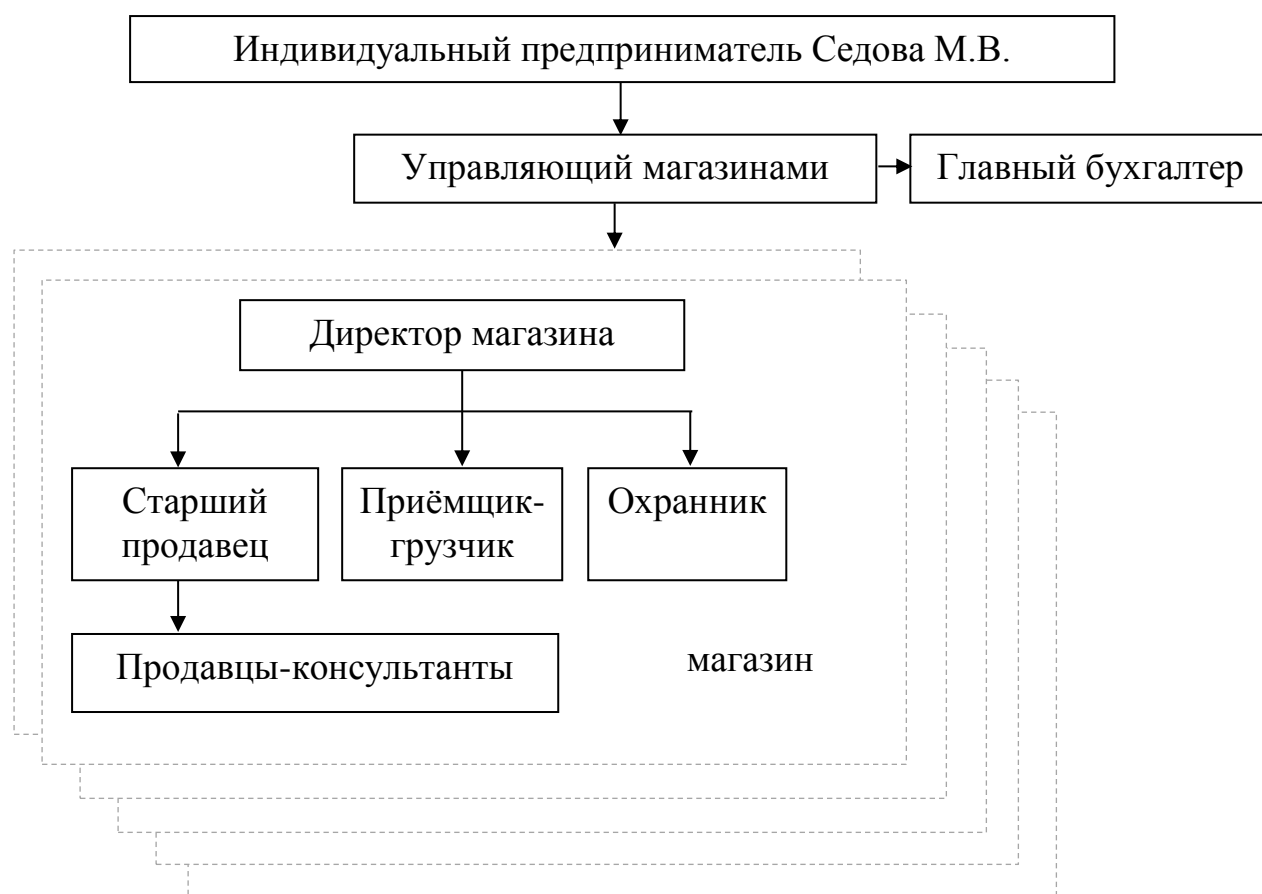 Индивидуальный предприниматель Седова М.В.
Управляющий магазинами
Главный бухгалтер
Директор магазина
Старший
продавец
Приёмщик-
грузчик
Охранник
Продавцы-консультанты
магазин